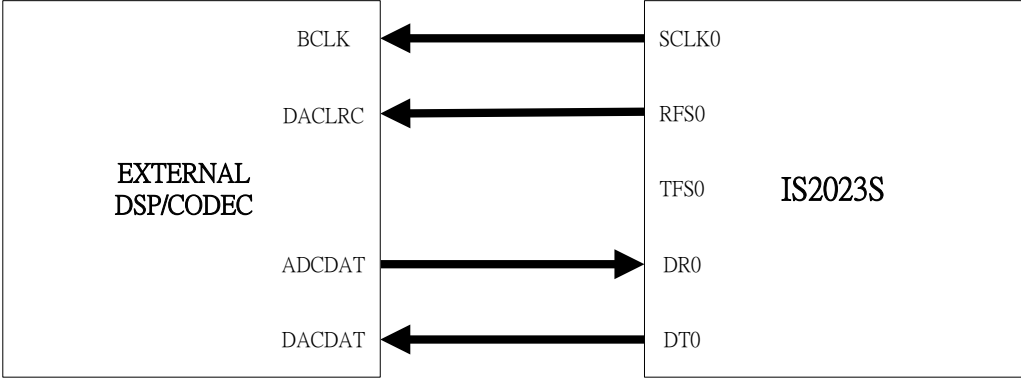 BCLK
SCLK0
DACLRC
RFS0
EXTERNAL
DSP/CODEC
TFS0
IS2023S
ADCDAT
DR0
DACDAT
DT0